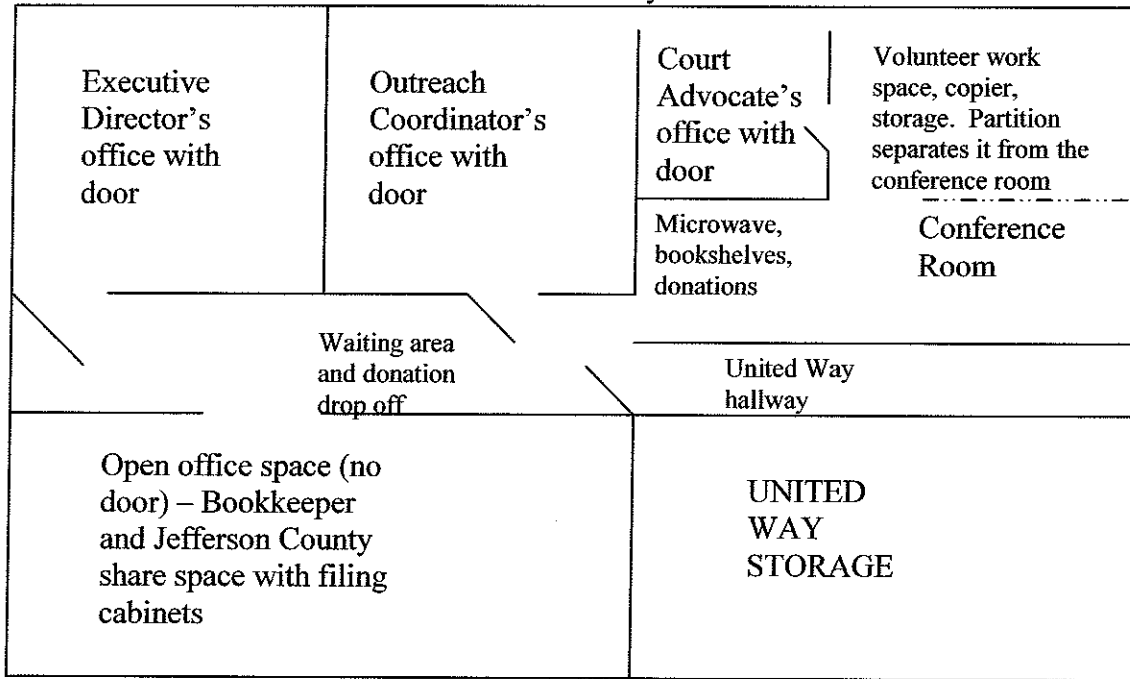 Executive
Director's
office with
door
Outreach
Coordinator's
office with
door
Court
Advocate's
office with
door
Volunteer work
space, copier,
storage. Partition
separates it from the
conference room
Microwave,
bookshelves,
donations
Conference
Room
Waiting area
and donation
drop off
United Way
hallway
Open office space (no
door) – Bookkeeper
and Jefferson County
share space with filing
cabinets
UNITED
WAY
STORAGE